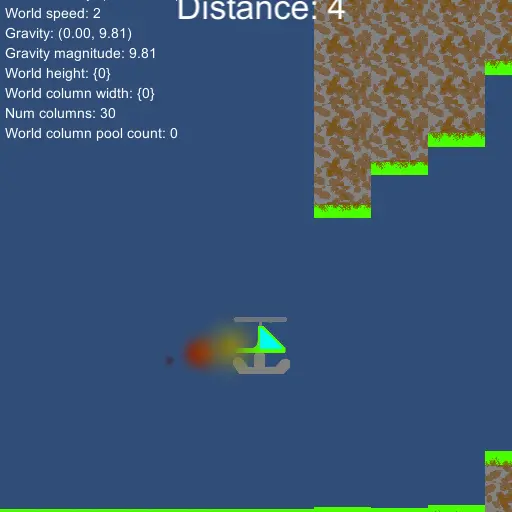 Distance: 4
World speed: 2
Gravity: (0.00, 9.81)
Gravity magnitude: 9.81
World height: {0}
World column width: {0}
Num columns: 30
World column pool count: 0